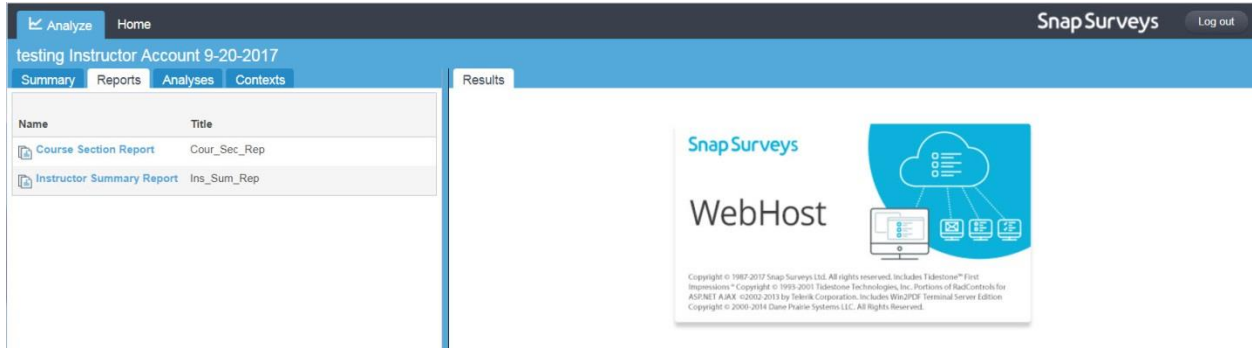 Analyze Home Snap Surveys Log out
testing Instructor Account 9-20-2017
Summary Reports Analyses Contexts
Results
Name Title
Course Section Report Cour_Sec_Rep
Instructor Summary Report Ins_Sum_Rep
Snap Surveys
WebHost
Copyright © 1987-2017 Snap Surveys Ltd. All rights reserved. Includes Tidestone™ First
Impressions ® Copyright © 1993-2001 Tidestone Technologies, Inc. Portions of RadControls for
ASP.NET AJAX ©2002-2013 by Telerik Corporation. Includes Win2PDF Terminal Server Edition
Copyright © 2000-2014 Dane Prairie Systems LLC. All Rights Reserved.